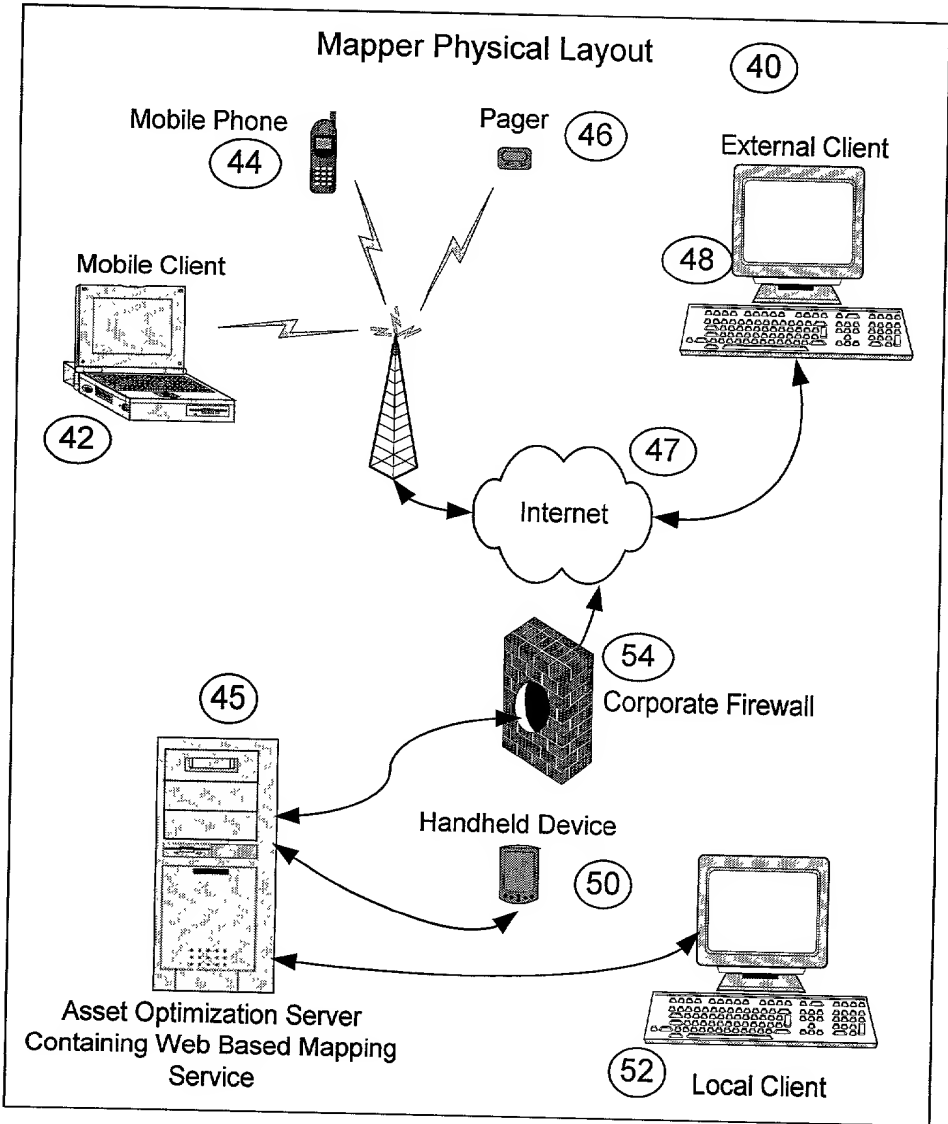 Mapper Physical Layout
40
Mobile Phone
44
Pager
46
External Client
48
Mobile Client
42
47
Internet
54
Corporate Firewall
45
Handheld Device
50
Asset Optimization Server
Containing Web Based Mapping
Service
52
Local Client